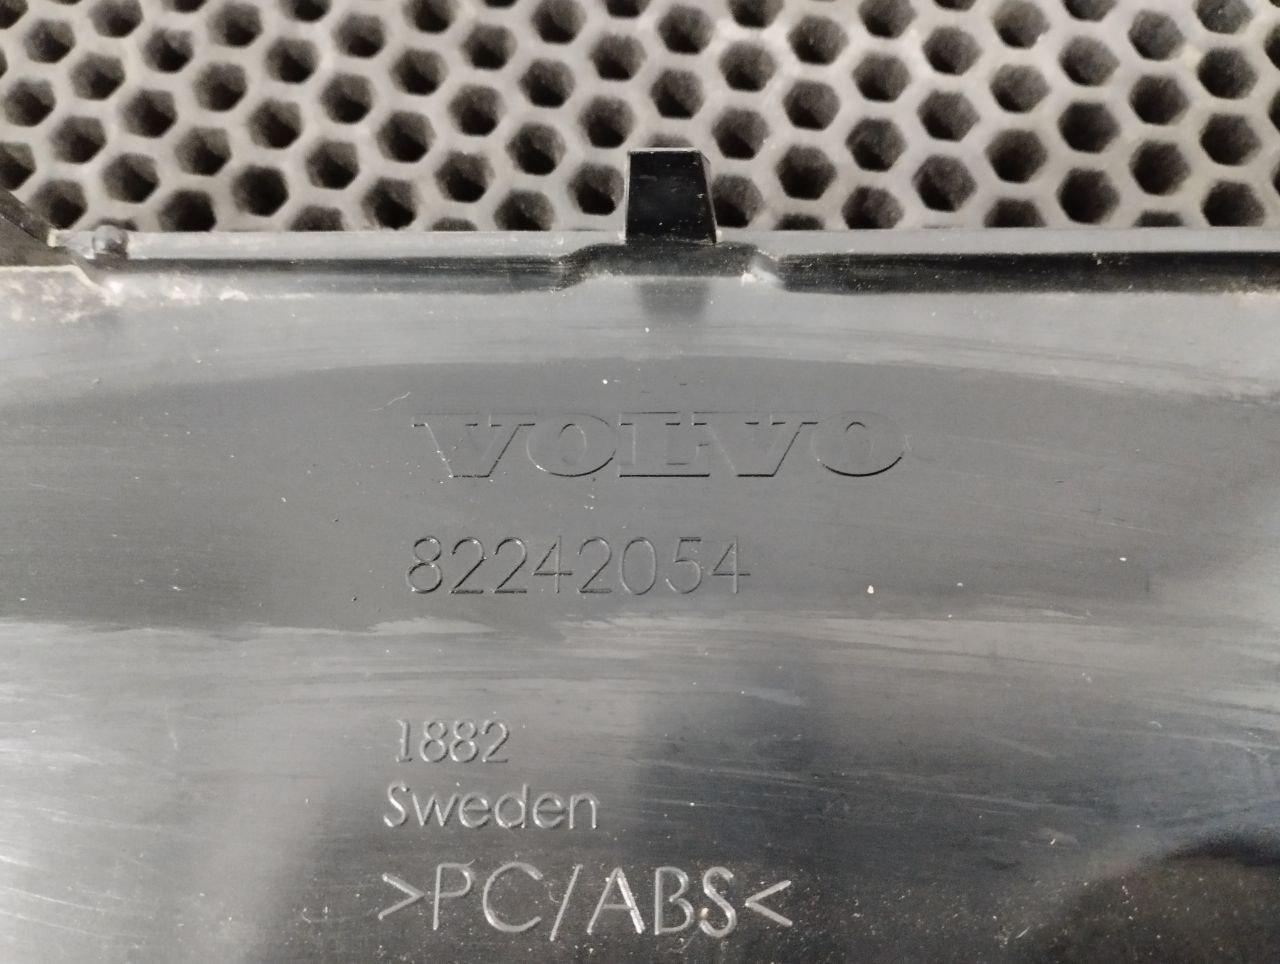 VOLVO
82242054
1882
Sweden
>PC/ABS<